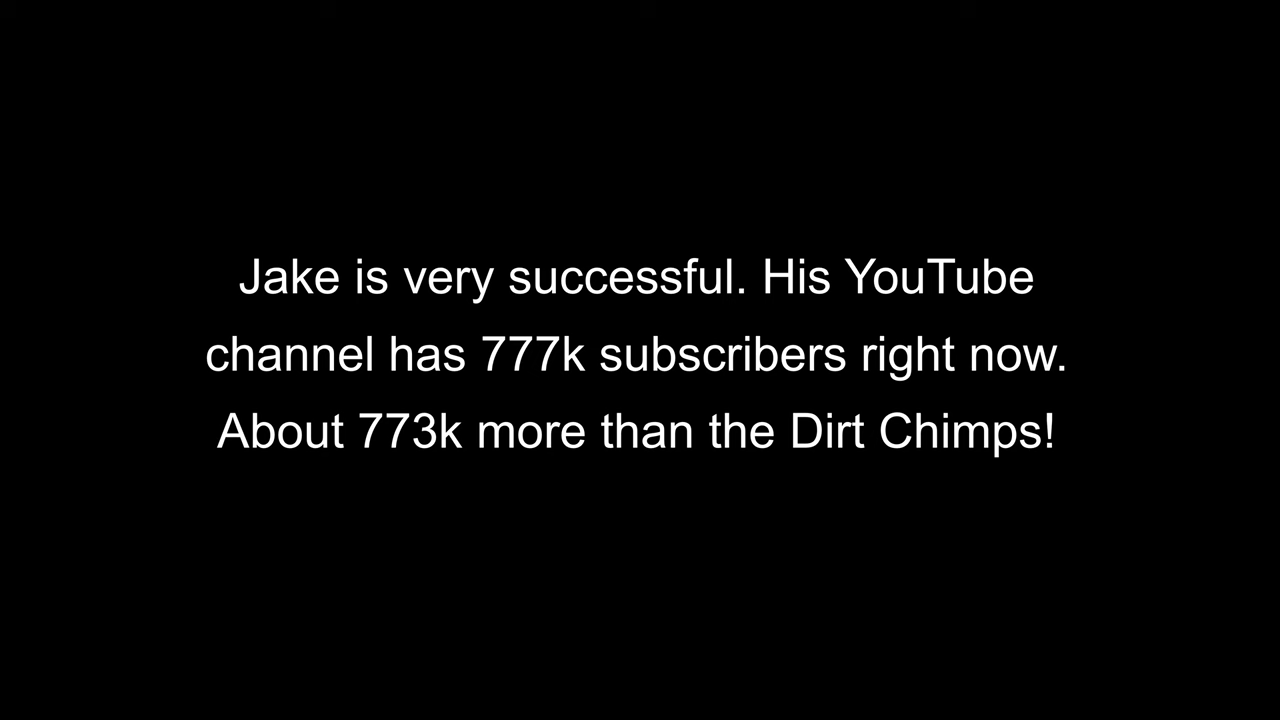 Jake is very successful. His YouTube
channel has 777k subscribers right now.
About 773k more than the Dirt Chimps!